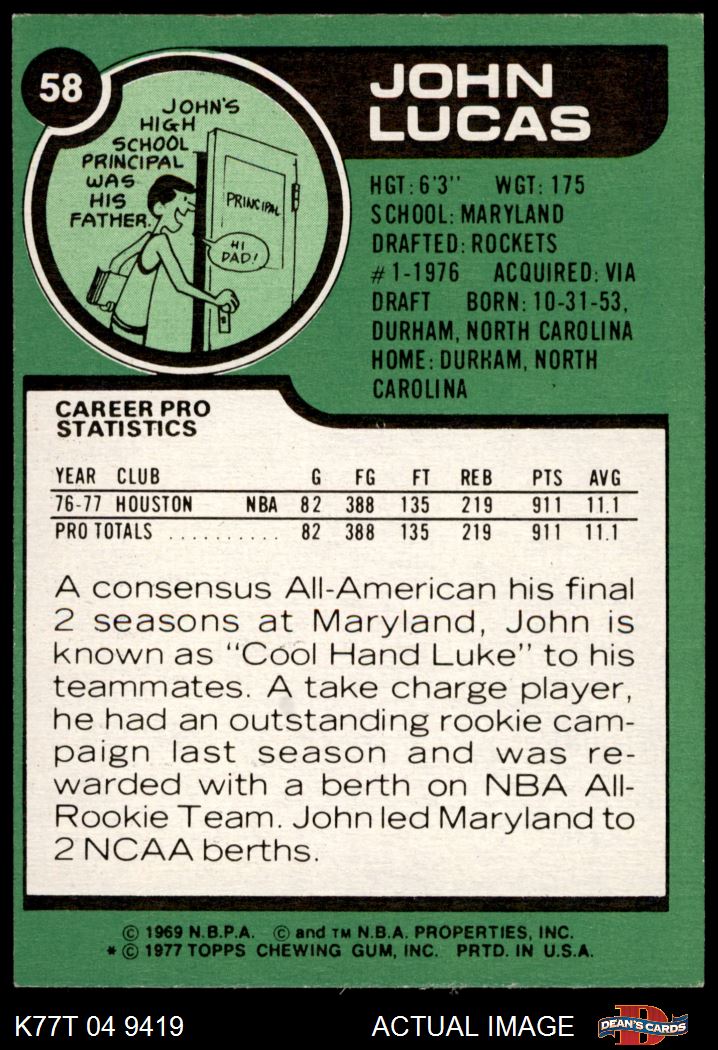 58
JOHN
LUCAS
JOHN'S
HIGH
SCHOOL
PRINCIPAL
WAS
HIS
FATHER.
PRINCIPAL
HI
DAD!
HGT: 6'3" WGT: 175
SCHOOL: MARYLAND
DRAFTED: ROCKETS
#1-1976 ACQUIRED: VIA
DRAFT BORN: 10-31-53,
DURHAM, NORTH CAROLINA
HOME: DURHAM, NORTH
CAROLINA
CAREER PRO
STATISTICS
YEAR CLUB G FG FT REB PTS AVG
76-77 HOUSTON NBA 82 388 135 219 911 11.1
PRO TOTALS .......... 82 388 135 219 911 11.1
A consensus All-American his final
2 seasons at Maryland, John is
known as "Cool Hand Luke" to his
teammates. A take charge player,
he had an outstanding rookie cam-
paign last season and was re-
warded with a berth on NBA All-
Rookie Team. John led Maryland to
2 NCAA berths.
© 1969 N.B.P.A. © and TM N.B.A. PROPERTIES, INC.
* © 1977 TOPPS CHEWING GUM, INC. PRTD. IN U.S.A.
K77T 04 9419 ACTUAL IMAGE D DEAN'S CARDS